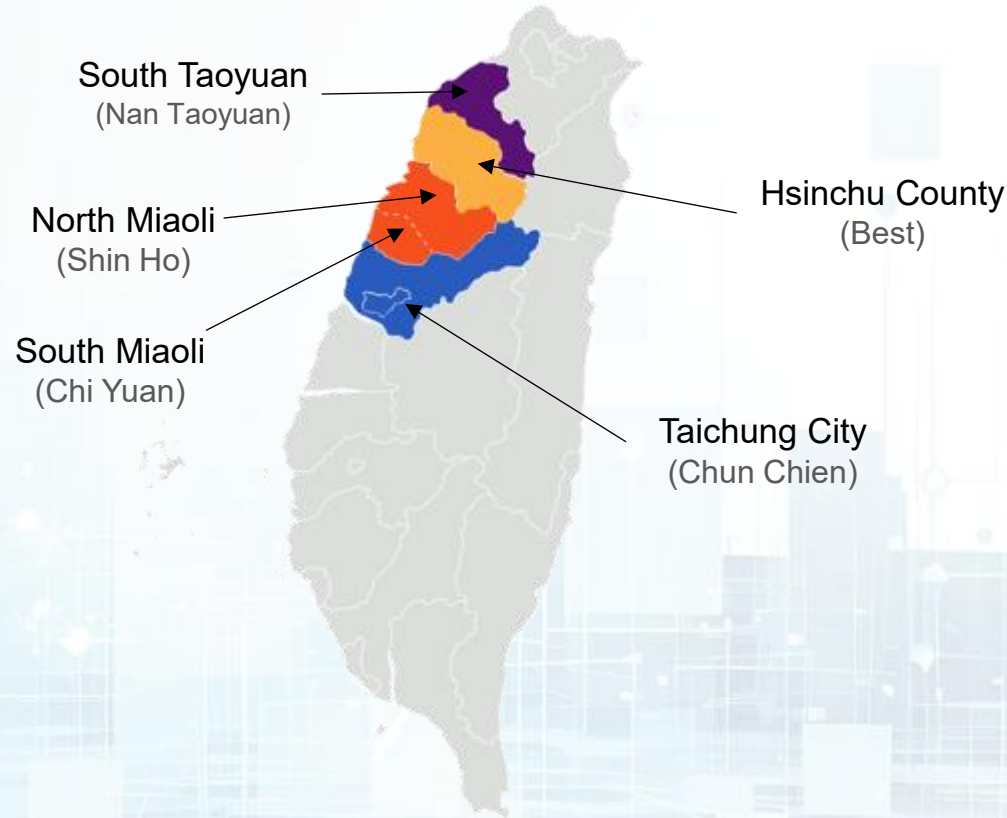 South Taoyuan
(Nan Taoyuan)
North Miaoli
(Shin Ho)
South Miaoli
(Chi Yuan)
Hsinchu County
(Best)
Taichung City
(Chun Chien)